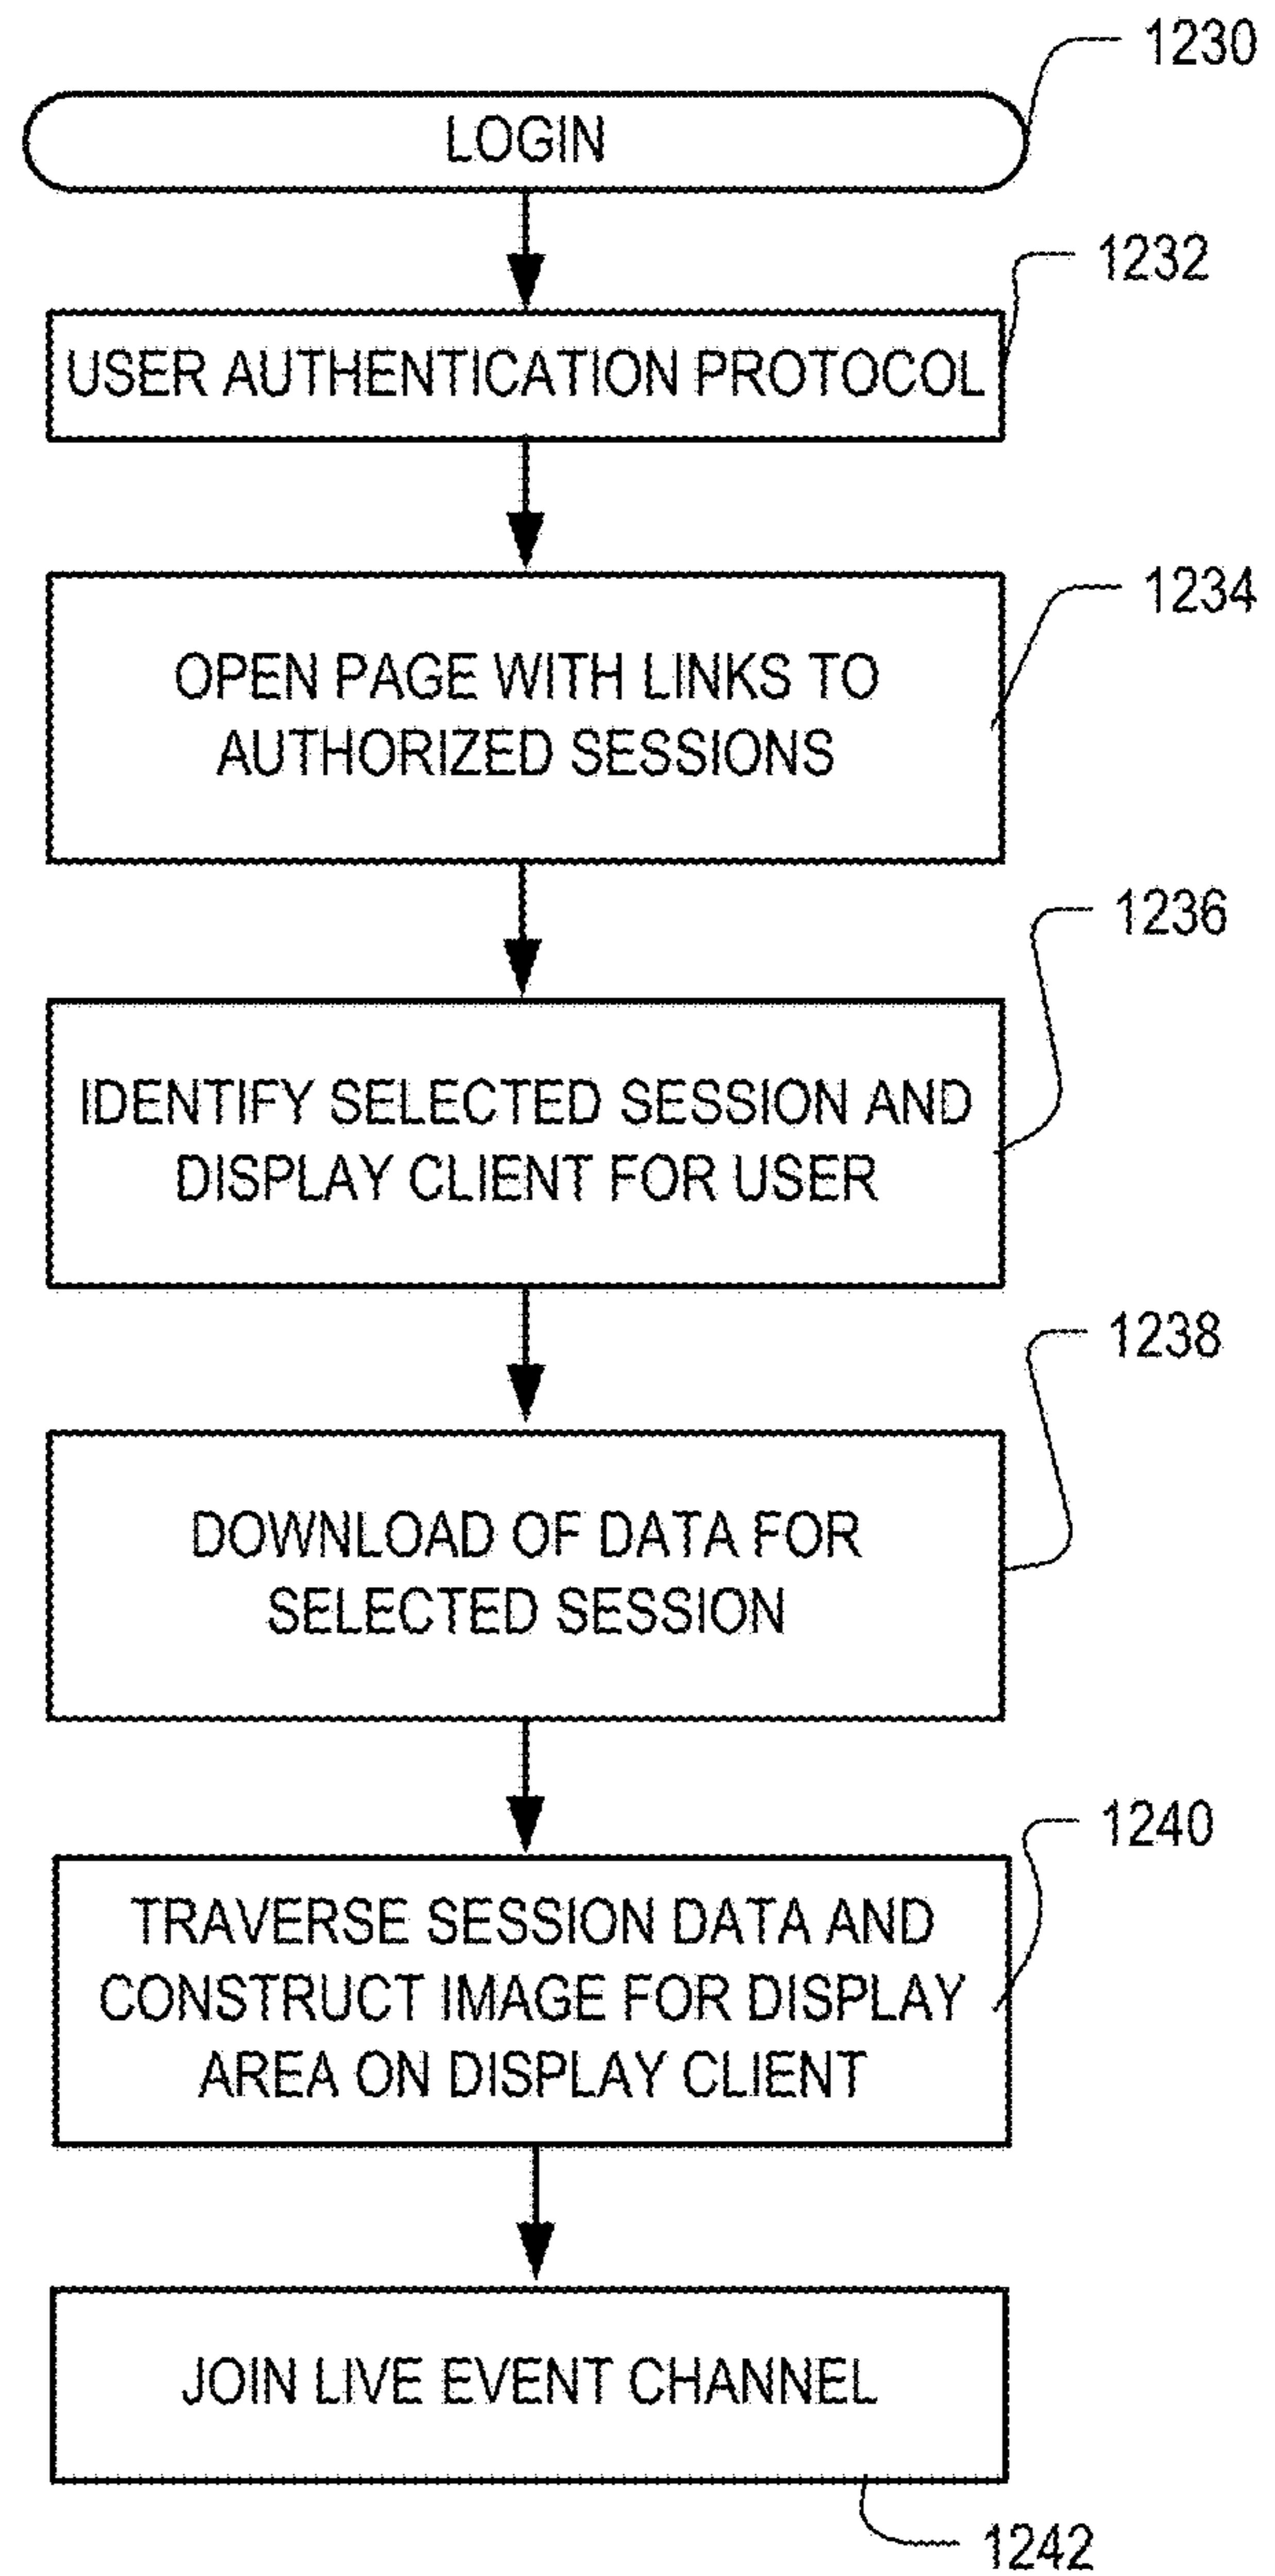 1230
LOGIN
1232
USER AUTHENTICATION PROTOCOL
1234
OPEN PAGE WITH LINKS TO
AUTHORIZED SESSIONS
1236
IDENTIFY SELECTED SESSION AND
DISPLAY CLIENT FOR USER
1238
DOWNLOAD OF DATA FOR
SELECTED SESSION
1240
TRAVERSE SESSION DATA AND
CONSTRUCT IMAGE FOR DISPLAY
AREA ON DISPLAY CLIENT
JOIN LIVE EVENT CHANNEL
1242